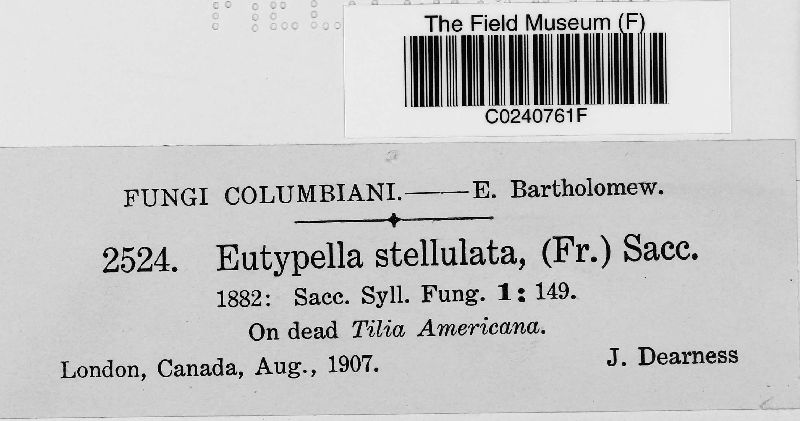 The Field Museum (F)
C0240761F
FUNGI COLUMBIANI.——E. Bartholomew.
2524. Eutypella stellulata, (Fr.) Sacc.
1882: Sacc. Syll. Fung. 1: 149.
On dead Tilia Americana.
London, Canada, Aug., 1907. J. Dearness